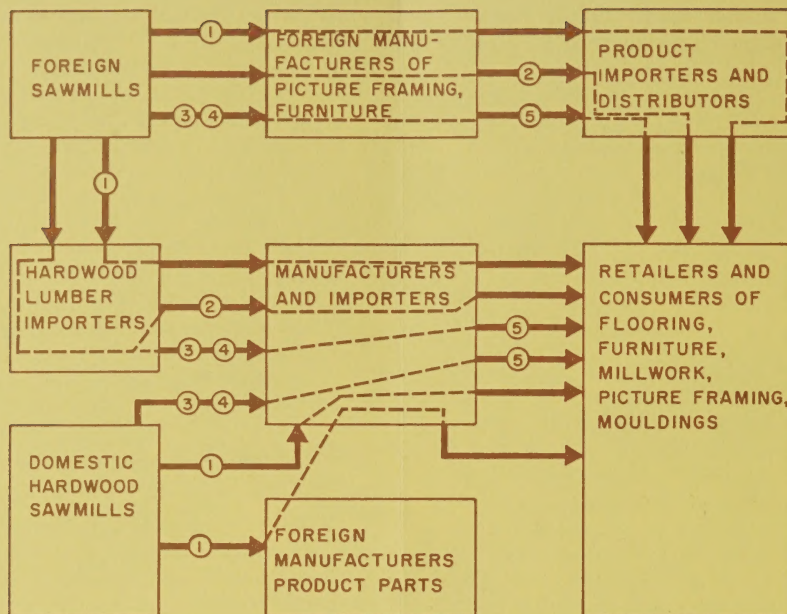 FOREIGN
SAWMILLS
1
3 4
FOREIGN MANU-
FACTURERS OF
PICTURE FRAMING,
FURNITURE
2
5
PRODUCT
IMPORTERS AND
DISTRIBUTORS
1
HARDWOOD
LUMBER
IMPORTERS
2
3 4
3 4
MANUFACTURERS
AND IMPORTERS
5
5
RETAILERS AND
CONSUMERS OF
FLOORING,
FURNITURE,
MILLWORK,
PICTURE FRAMING,
MOULDINGS
DOMESTIC
HARDWOOD
SAWMILLS
1
1
FOREIGN
MANUFACTURERS
PRODUCT PARTS